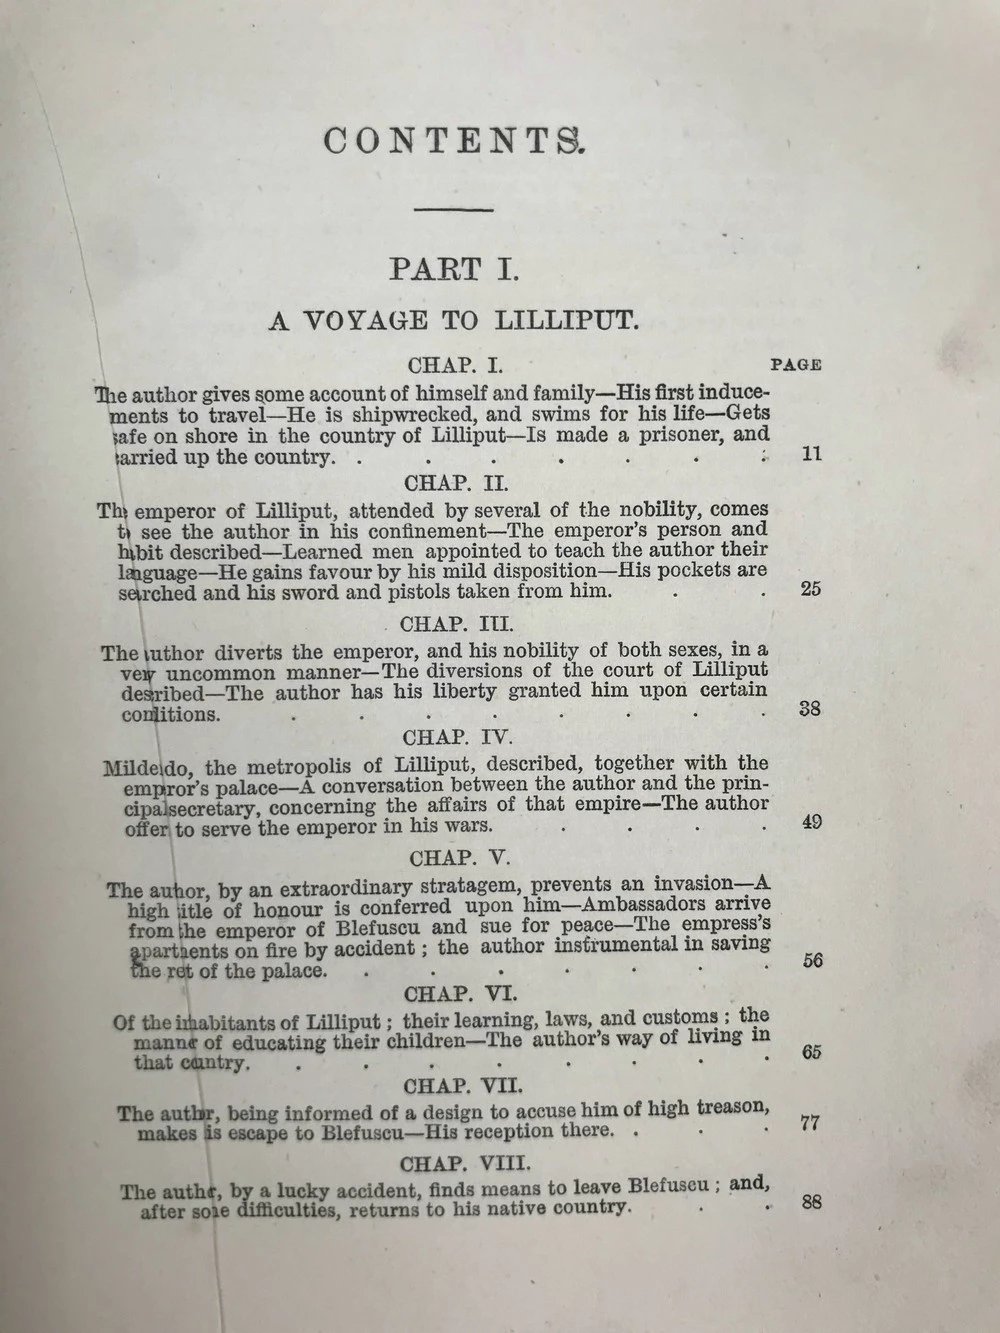 CONTENTS.
PART I.
A VOYAGE TO LILLIPUT.
CHAP. I. PAGE
The author gives some account of himself and family—His first induce-
ments to travel—He is shipwrecked, and swims for his life—Gets
safe on shore in the country of Lilliput—Is made a prisoner, and
carried up the country. . . . . . . . 11
CHAP. II.
The emperor of Lilliput, attended by several of the nobility, comes
to see the author in his confinement—The emperor's person and
habit described—Learned men appointed to teach the author their
language—He gains favour by his mild disposition—His pockets are
searched and his sword and pistols taken from him. . . 25
CHAP. III.
The author diverts the emperor, and his nobility of both sexes, in a
very uncommon manner—The diversions of the court of Lilliput
described—The author has his liberty granted him upon certain
conditions. . . . . . . . . 38
CHAP. IV.
Mildendo, the metropolis of Lilliput, described, together with the
emperor's palace—A conversation between the author and the prin-
cipal secretary, concerning the affairs of that empire—The author
offer to serve the emperor in his wars. . . . . 49
CHAP. V.
The author, by an extraordinary stratagem, prevents an invasion—A
high title of honour is conferred upon him—Ambassadors arrive
from the emperor of Blefuscu and sue for peace—The empress's
apartments on fire by accident ; the author instrumental in saving
the rest of the palace. . . . . . . . 56
CHAP. VI.
Of the inhabitants of Lilliput ; their learning, laws, and customs ; the
manner of educating their children—The author's way of living in
that country. . . . . . . . . 65
CHAP. VII.
The author, being informed of a design to accuse him of high treason,
makes his escape to Blefuscu—His reception there. . . . 77
CHAP. VIII.
The author, by a lucky accident, finds means to leave Blefuscu ; and,
after some difficulties, returns to his native country. . . 88